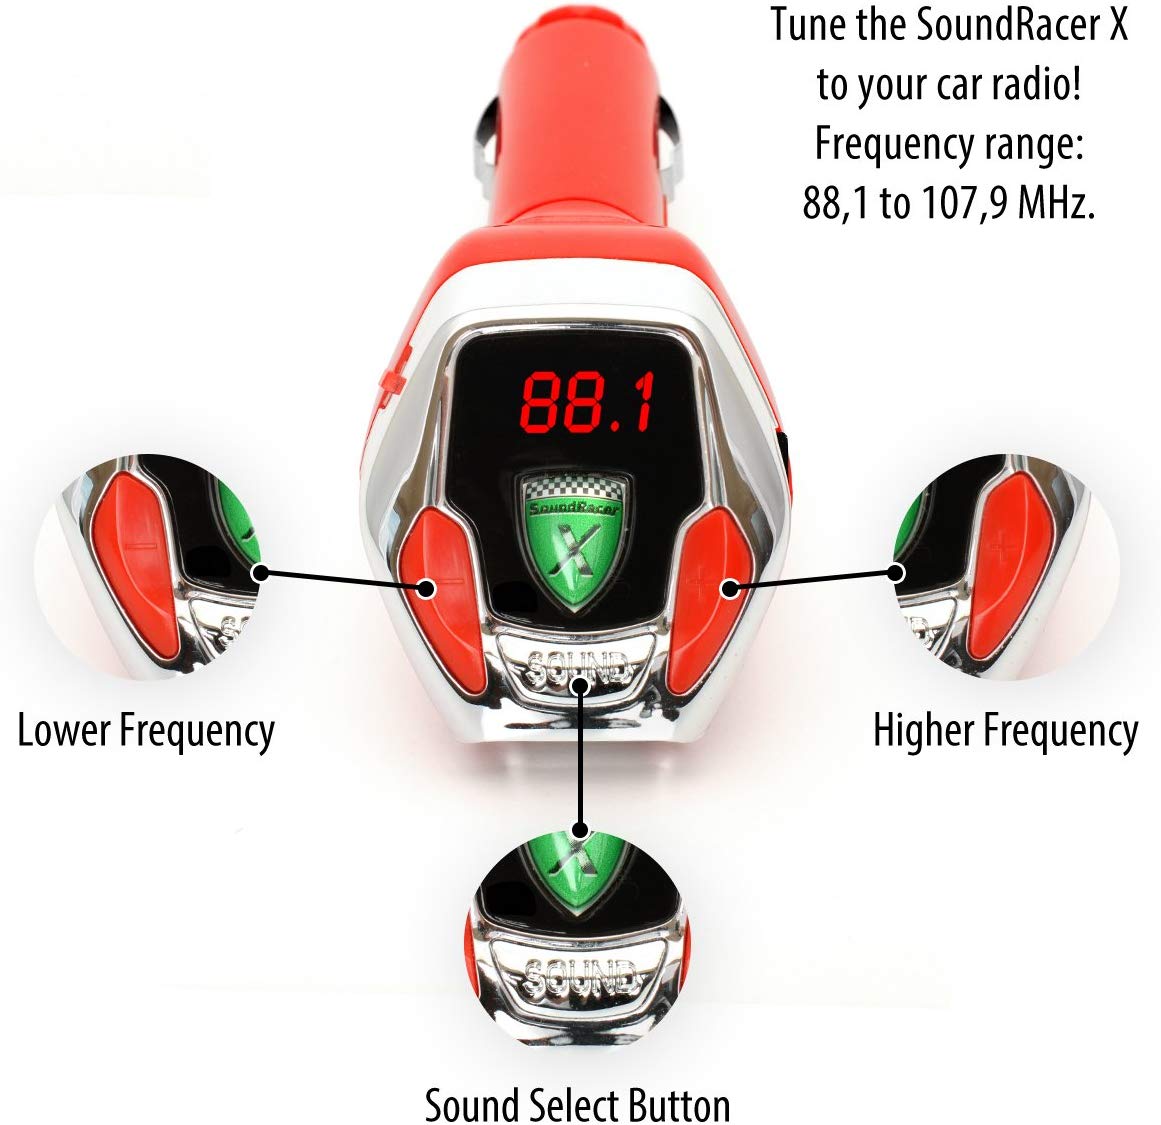 Tune the SoundRacer X
to your car radio!
Frequency range:
88,1 to 107,9 MHz.
88.1
SoundRacer
X
SOUND
Lower Frequency
Higher Frequency
X
SOUND
Sound Select Button